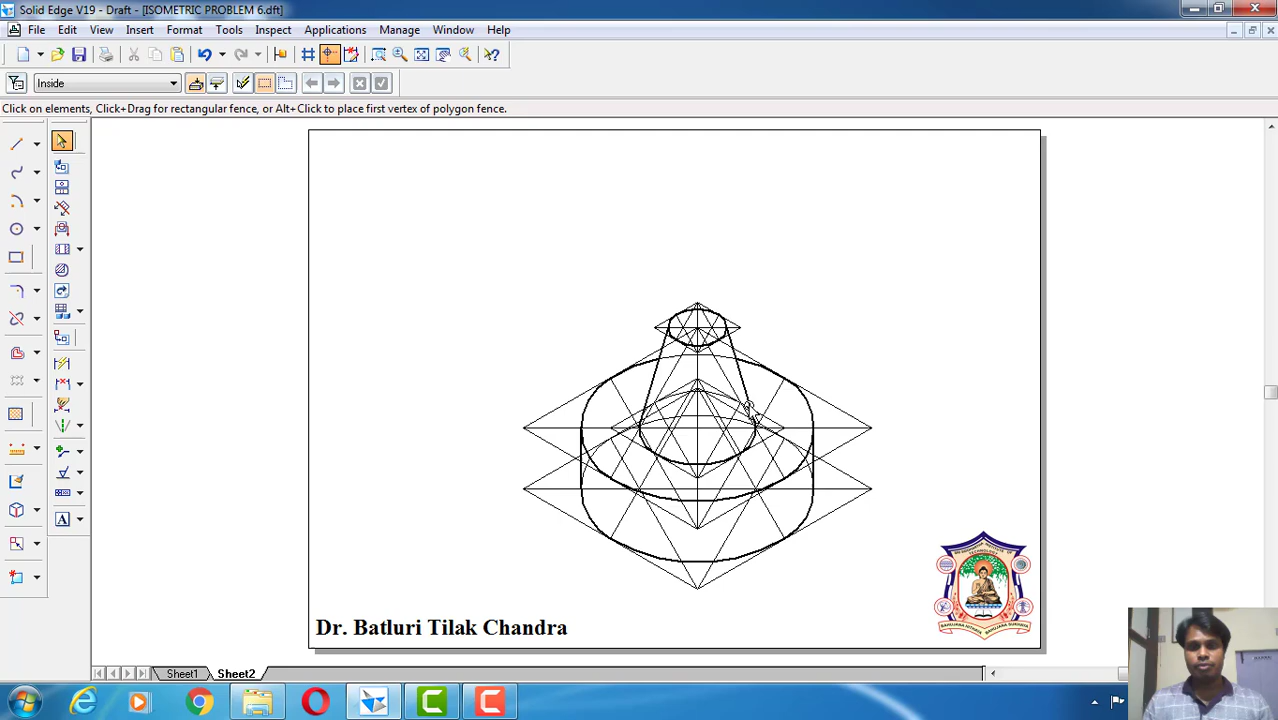 Solid Edge V19 - Draft - [ISOMETRIC PROBLEM 6.dft]
File Edit View Insert Format Tools Inspect Applications Manage Window Help
Inside
Click on elements, Click+Drag for rectangular fence, or Alt+Click to place first vertex of polygon fence.
Dr. Batluri Tilak Chandra
Sheet1 Sheet2